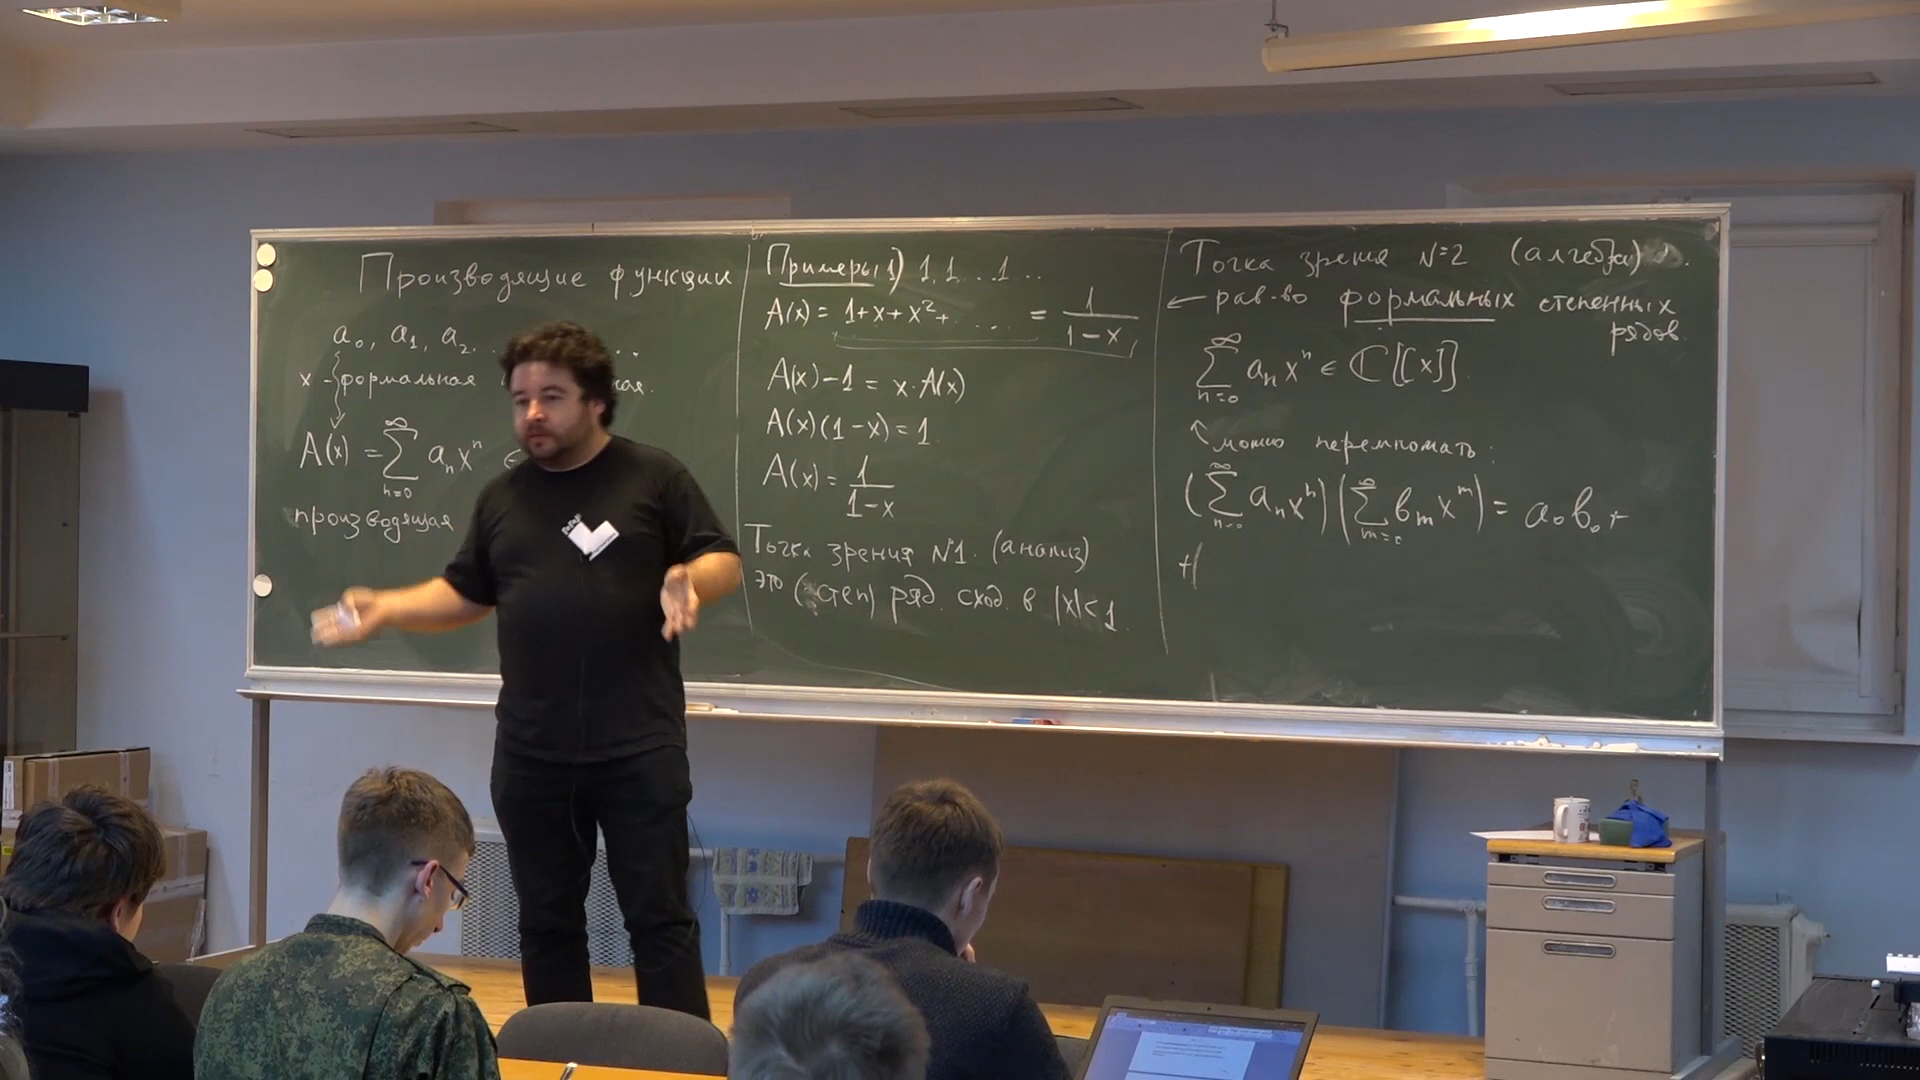 Производящие функции
a₀, a₁, a₂ . . .
x - формальная
A(x) = ∑_{n=0}^{∞} aₙxⁿ ∈
производящая
Примеры 1) 1, 1, . . . 1 . . .
A(x) = 1+x+x²+ . . . . = 1/(1-x)
A(x)-1 = x·A(x)
A(x)(1-x) = 1.
A(x) = 1/(1-x)
Точка зрения №1. (анализ)
это (степ) ряд. сход. в |x|<1.
Точка зрения №2 (алгебра)
← рав-во формальных степенных
рядов.
∑_{n=0}^{∞} aₙxⁿ ∈ ℂ[[x]].
можно перемножать:
(∑_{n=0}^{∞} aₙxⁿ)(∑_{m=0}^{∞} bₘxᵐ) = a₀b₀+
+(